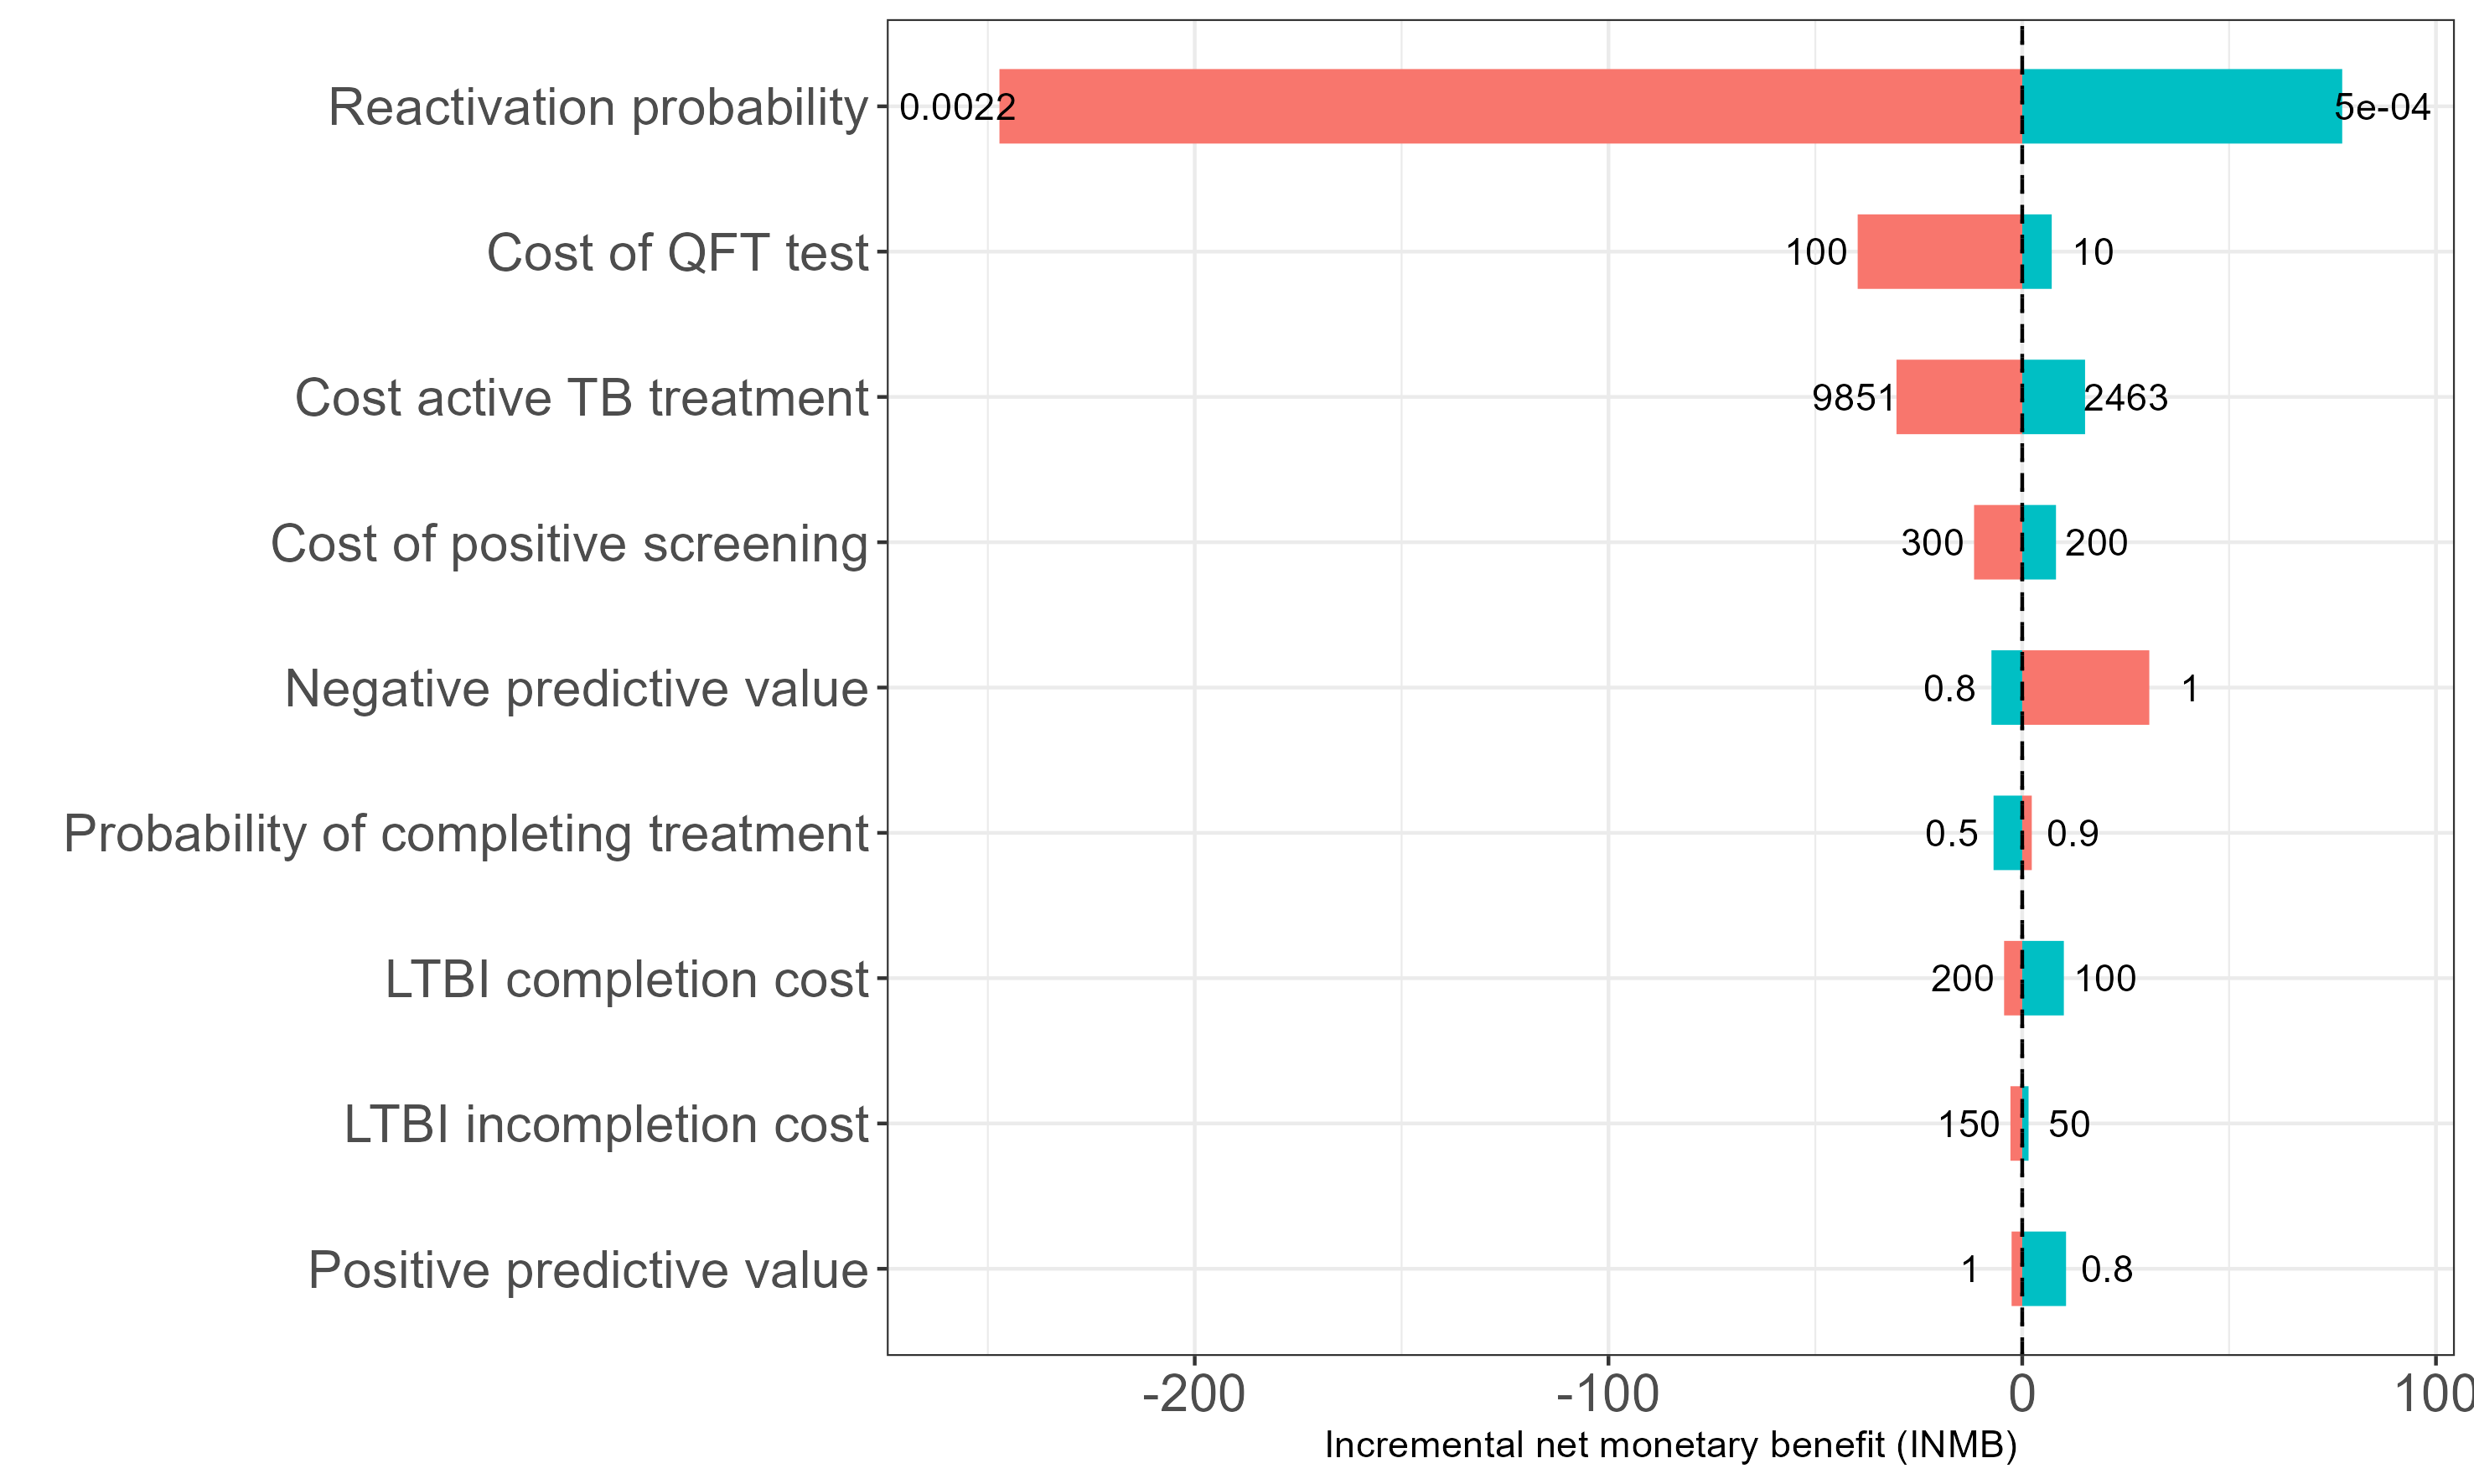 Reactivation probability 0.0022 5e-04
Cost of QFT test 100 10
Cost active TB treatment 9851 2463
Cost of positive screening 300 200
Negative predictive value 0.8 1
Probability of completing treatment 0.5 0.9
LTBI completion cost 200 100
LTBI incompletion cost 150 50
Positive predictive value 1 0.8
-200 -100 0 100
Incremental net monetary benefit (INMB)